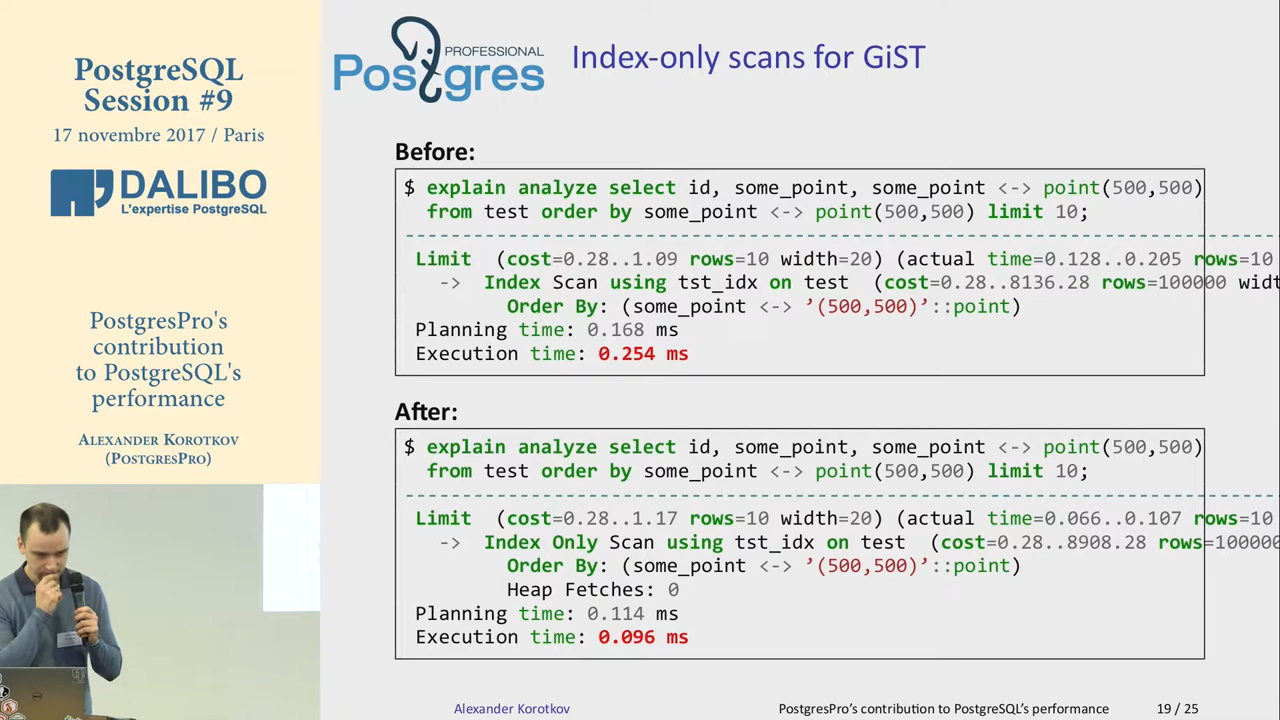 PostgreSQL
Session #9
17 novembre 2017 / Paris
DALIBO
L'expertise PostgreSQL
PostgresPro's
contribution
to PostgreSQL's
performance
Alexander Korotkov
(PostgresPro)
PROFESSIONAL
Postgres
Index-only scans for GiST
Before:
$ explain analyze select id, some_point, some_point <-> point(500,500)
from test order by some_point <-> point(500,500) limit 10;
Limit (cost=0.28..1.09 rows=10 width=20) (actual time=0.128..0.205 rows=10
-> Index Scan using tst_idx on test (cost=0.28..8136.28 rows=100000 widt
Order By: (some_point <-> ’(500,500)’::point)
Planning time: 0.168 ms
Execution time: 0.254 ms
After:
$ explain analyze select id, some_point, some_point <-> point(500,500)
from test order by some_point <-> point(500,500) limit 10;
Limit (cost=0.28..1.17 rows=10 width=20) (actual time=0.066..0.107 rows=10
-> Index Only Scan using tst_idx on test (cost=0.28..8908.28 rows=100000
Order By: (some_point <-> ’(500,500)’::point)
Heap Fetches: 0
Planning time: 0.114 ms
Execution time: 0.096 ms
Alexander Korotkov
PostgresPro's contribution to PostgreSQL's performance
19 / 25